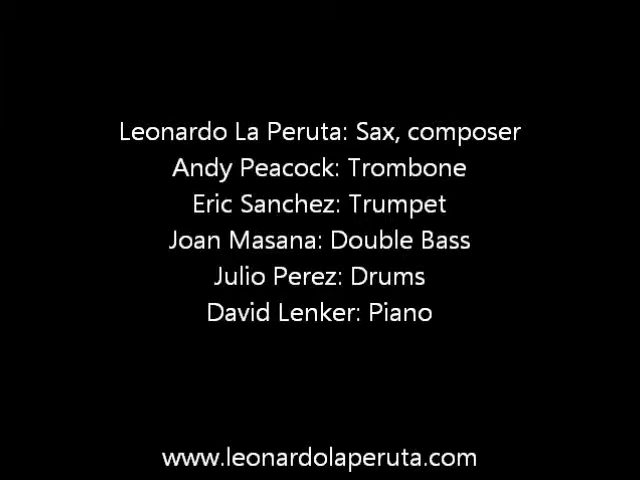 Leonardo La Peruta: Sax, composer
Andy Peacock: Trombone
Eric Sanchez: Trumpet
Joan Masana: Double Bass
Julio Perez: Drums
David Lenker: Piano
www.leonardolaperuta.com